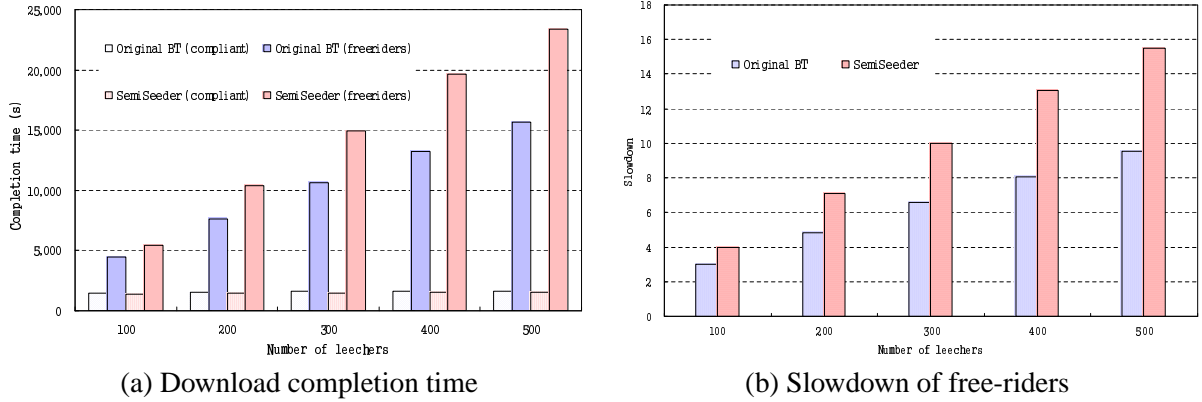 25,000
20,000
15,000
10,000
5,000
0
Completion time (s)
Original BT (compliant) Original BT (freeriders)
SemiSeeder (compliant) SemiSeeder (freeriders)
100 200 300 400 500
Number of leechers
(a) Download completion time
18
16
14
12
10
8
6
4
2
0
Slowdown
Original BT SemiSeeder
100 200 300 400 500
Number of leechers
(b) Slowdown of free-riders